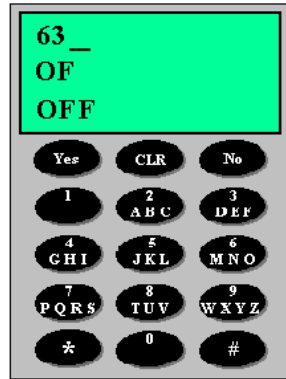 63_
OF
OFF
Yes CLR No
1 2 3
ABC DEF
4 5 6
GHI JKL MNO
7 8 9
PQRS TUV WXYZ
* 0 #